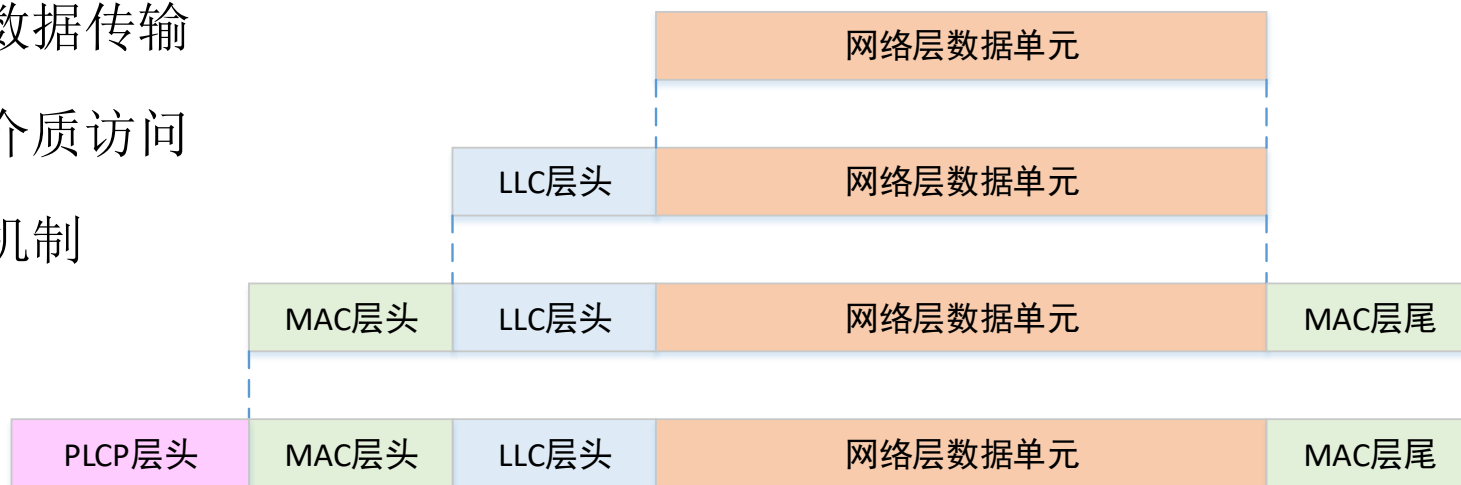 数据传输
介质访问
机制
网络层数据单元
LLC层头 网络层数据单元
MAC层头 LLC层头 网络层数据单元 MAC层尾
PLCP层头 MAC层头 LLC层头 网络层数据单元 MAC层尾